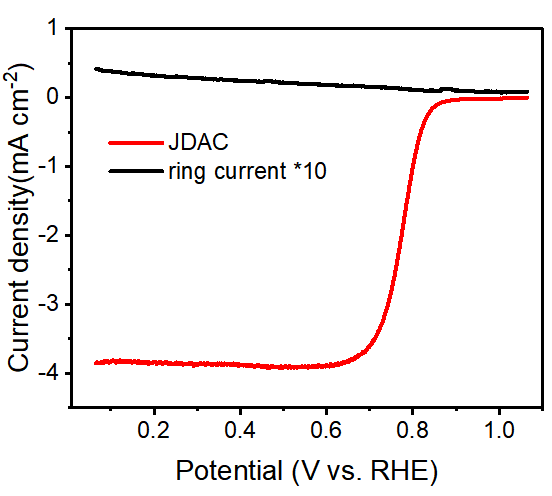 1
0
-1
-2
-3
-4
Current density(mA cm-2)
JDAC
ring current *10
0.2 0.4 0.6 0.8 1.0
Potential (V vs. RHE)